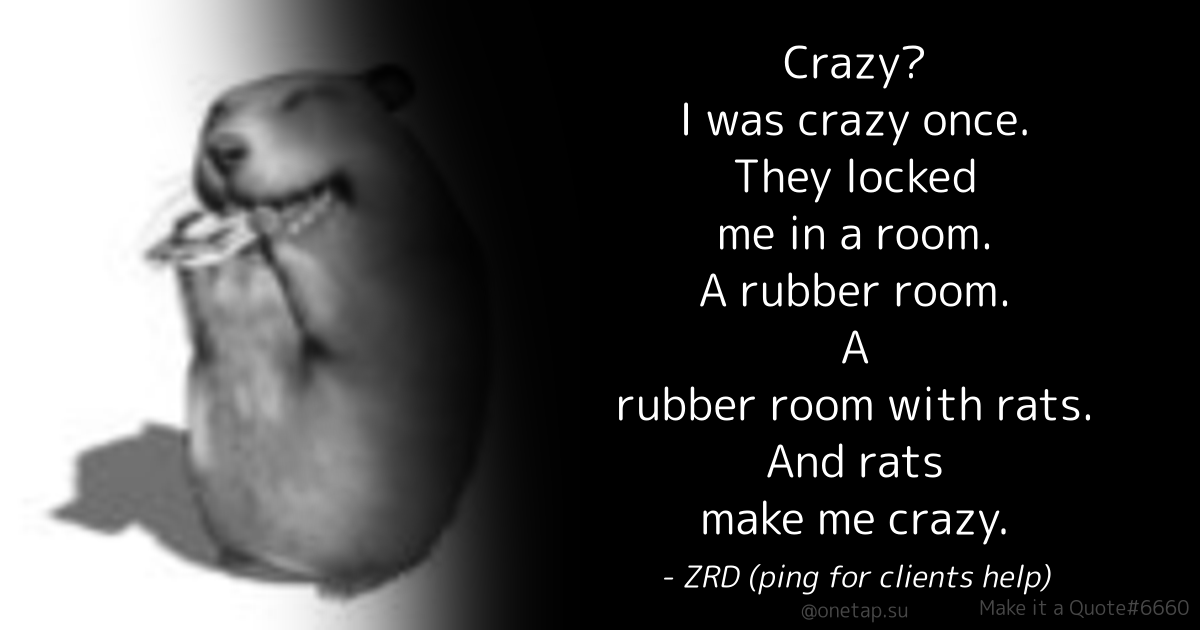 Crazy?
I was crazy once.
They locked
me in a room.
A rubber room.
A
rubber room with rats.
And rats
make me crazy.
- ZRD (ping for clients help)
@onetap.su
Make it a Quote#6660